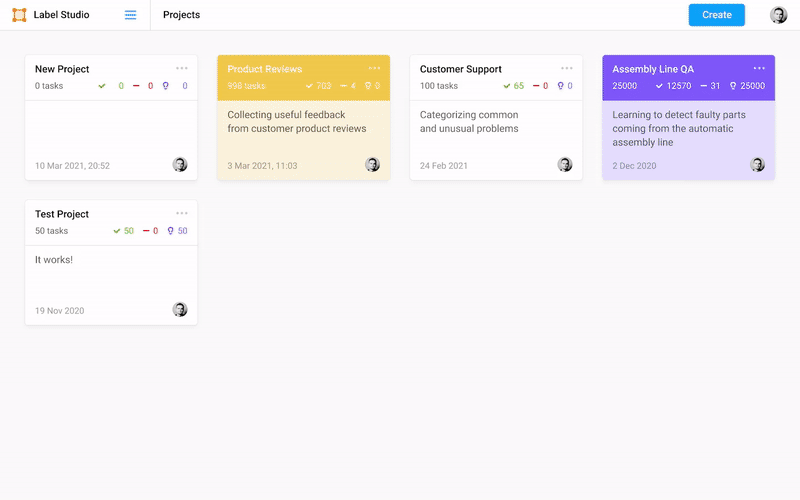 Label Studio
Projects
Create
New Project
0 tasks 0 0 0
10 Mar 2021, 20:52
Product Reviews
998 tasks 703 4 0
Collecting useful feedback
from customer product reviews
3 Mar 2021, 11:03
Customer Support
100 tasks 65 0 0
Categorizing common
and unusual problems
24 Feb 2021
Assembly Line QA
25000 12570 31 25000
Learning to detect faulty parts
coming from the automatic
assembly line
2 Dec 2020
Test Project
50 tasks 50 0 50
It works!
19 Nov 2020